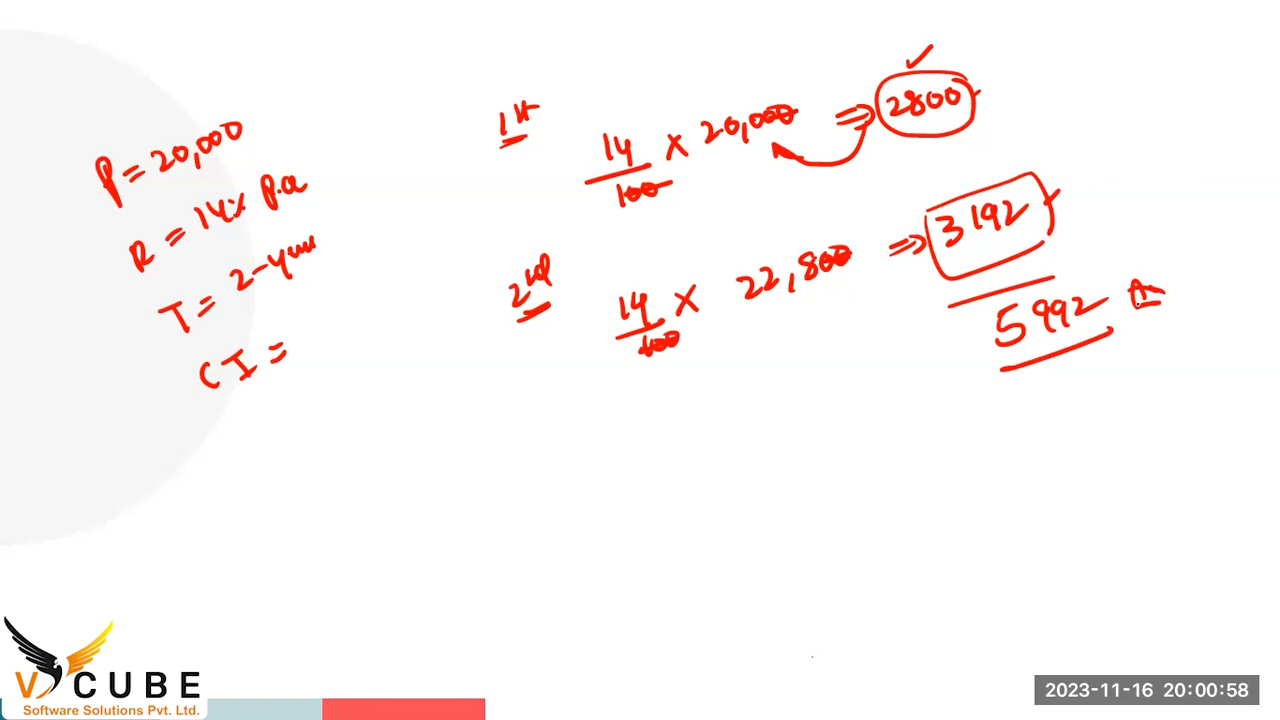 P = 20,000
R = 14% p.a
T = 2-years
CI =
1st
14/100 × 20,000 ⇒ 2800 ✓
2nd
14/100 × 22,800 ⇒ 3192
5992
V CUBE
Software Solutions Pvt. Ltd.
2023-11-16 20:00:58